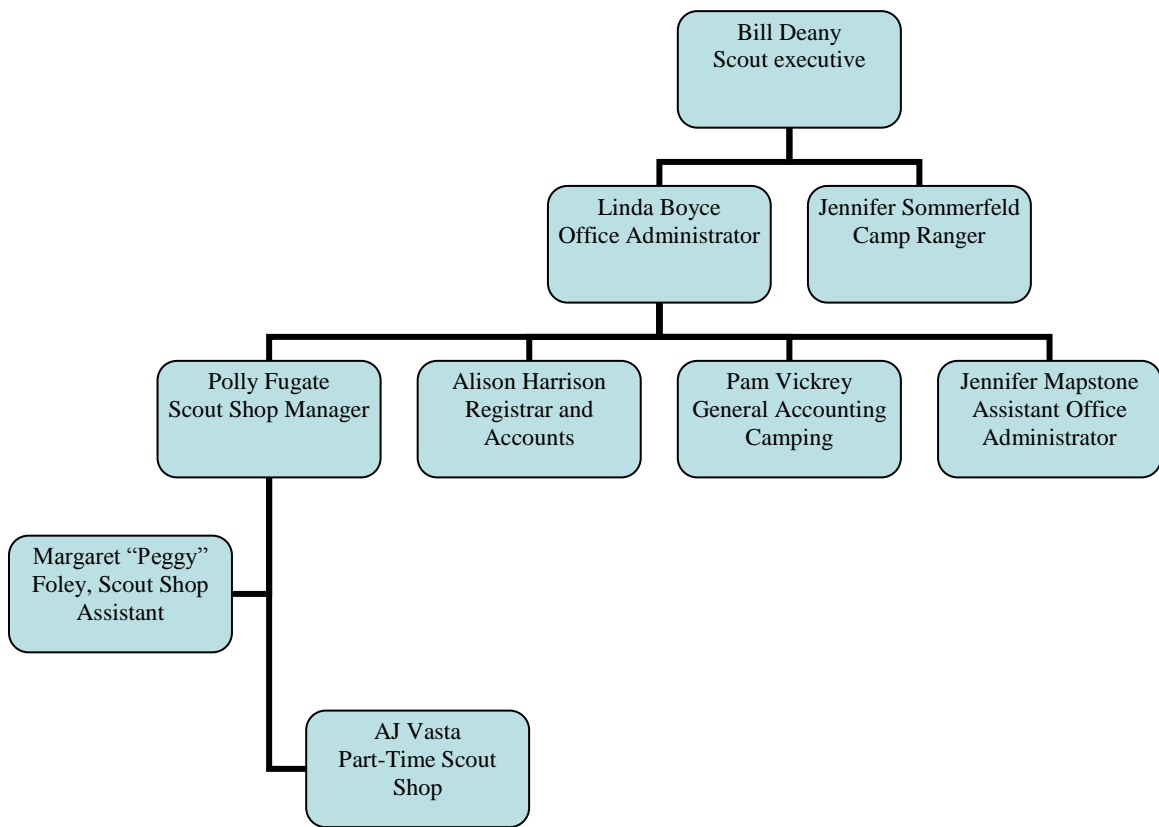 Bill Deany
Scout executive
Linda Boyce
Office Administrator
Jennifer Sommerfeld
Camp Ranger
Polly Fugate
Scout Shop Manager
Alison Harrison
Registrar and
Accounts
Pam Vickrey
General Accounting
Camping
Jennifer Mapstone
Assistant Office
Administrator
Margaret “Peggy”
Foley, Scout Shop
Assistant
AJ Vasta
Part-Time Scout
Shop